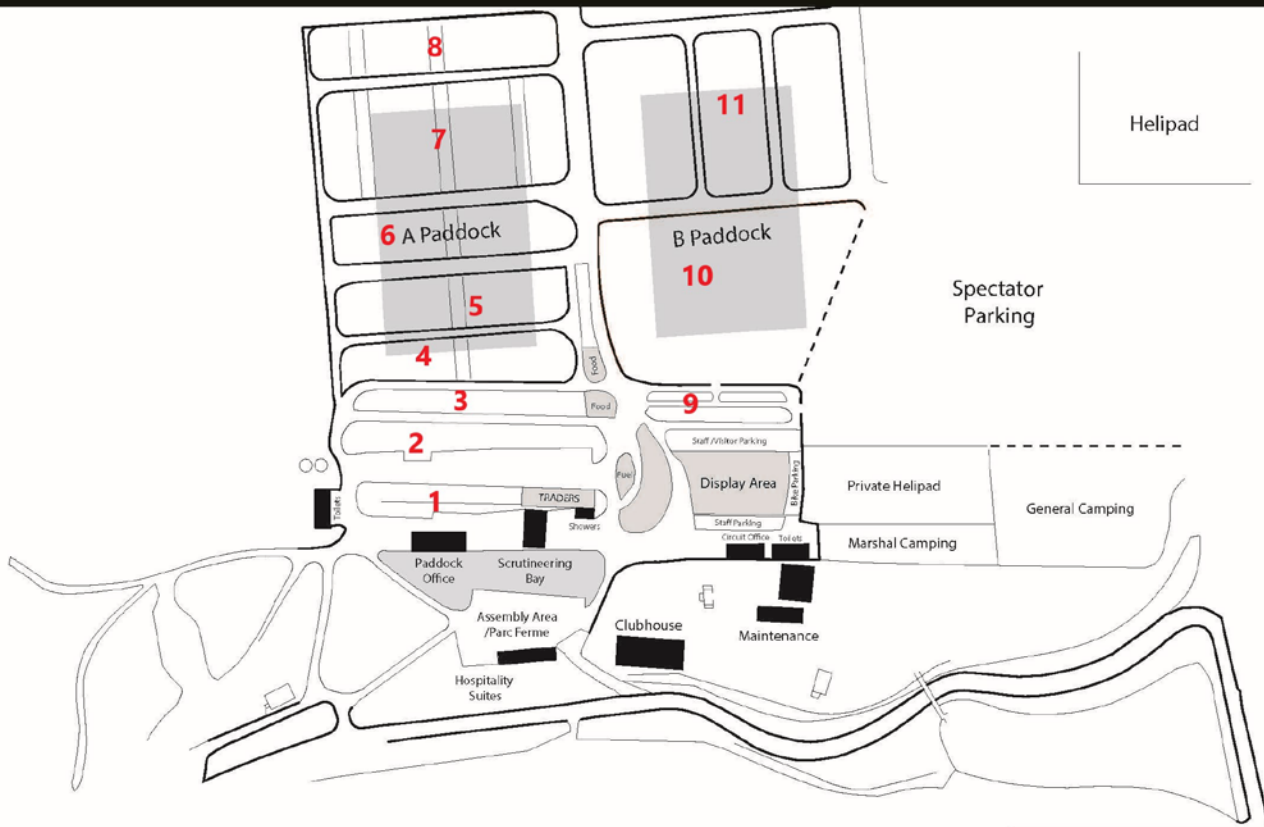 8
11
7
Helipad
6
A Paddock
B Paddock
10
Spectator
Parking
5
4
Food
3
Food
9
2
Staff/Visitor Parking
Fuel
Display Area
Bike Parking
Private Helipad
General Camping
1
TRADERS
Toilets
Showers
Staff Parking
Circuit Office
Toilets
Marshal Camping
Paddock
Office
Scrutineering
Bay
Assembly Area
/Parc Ferme
Clubhouse
Maintenance
Hospitality
Suites